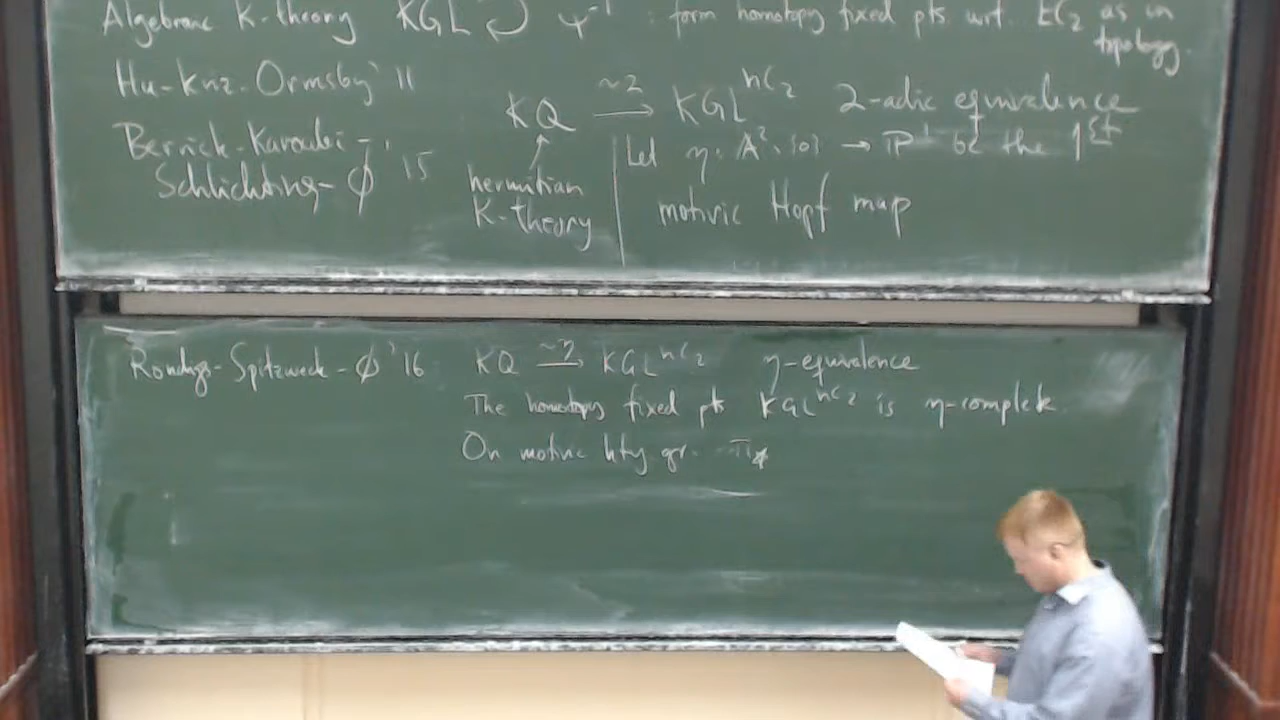 Algebraic K-theory KGL ↻ ψ⁻¹ : form homotopy fixed pts wrt. EC₂ as in
topology.
Hu-Kriz-Ormsby '11
KQ →^{~2} KGL^{hC₂} 2-adic equivalence
Berrick-Karoubi-
Schlichting-Ø '15
hermitian
K-theory
Let η: A²∖{0} → P¹ be the 1st
motivic Hopf map
Röndigs-Spitzweck-Ø '16 KQ →^{~η} KGL^{hC₂} η-equivalence
The homotopy fixed pts KGL^{hC₂} is η-complete
On motivic hty gr. π⋆